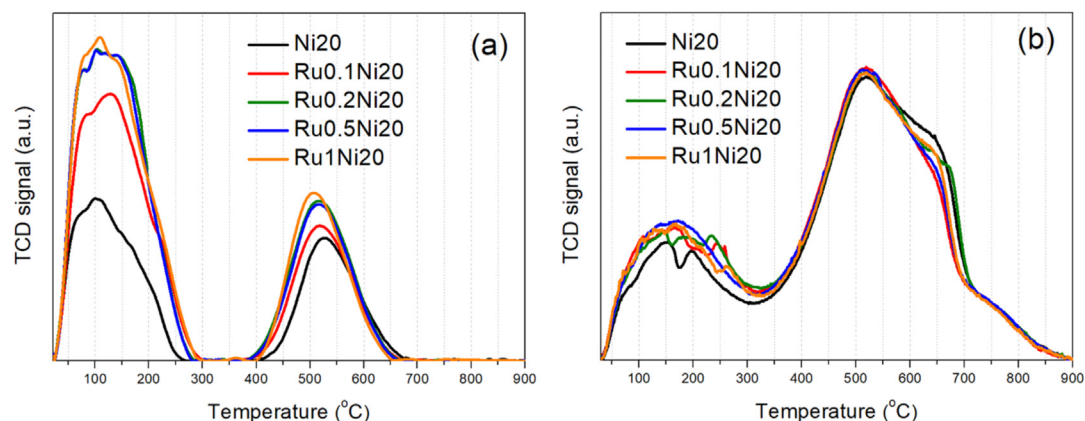 (a)
Ni20
Ru0.1Ni20
Ru0.2Ni20
Ru0.5Ni20
Ru1Ni20
TCD signal (a.u.)
100 200 300 400 500 600 700 800 900
Temperature (°C)
(b)
Ni20
Ru0.1Ni20
Ru0.2Ni20
Ru0.5Ni20
Ru1Ni20
TCD signal (a.u.)
100 200 300 400 500 600 700 800 900
Temperature (°C)